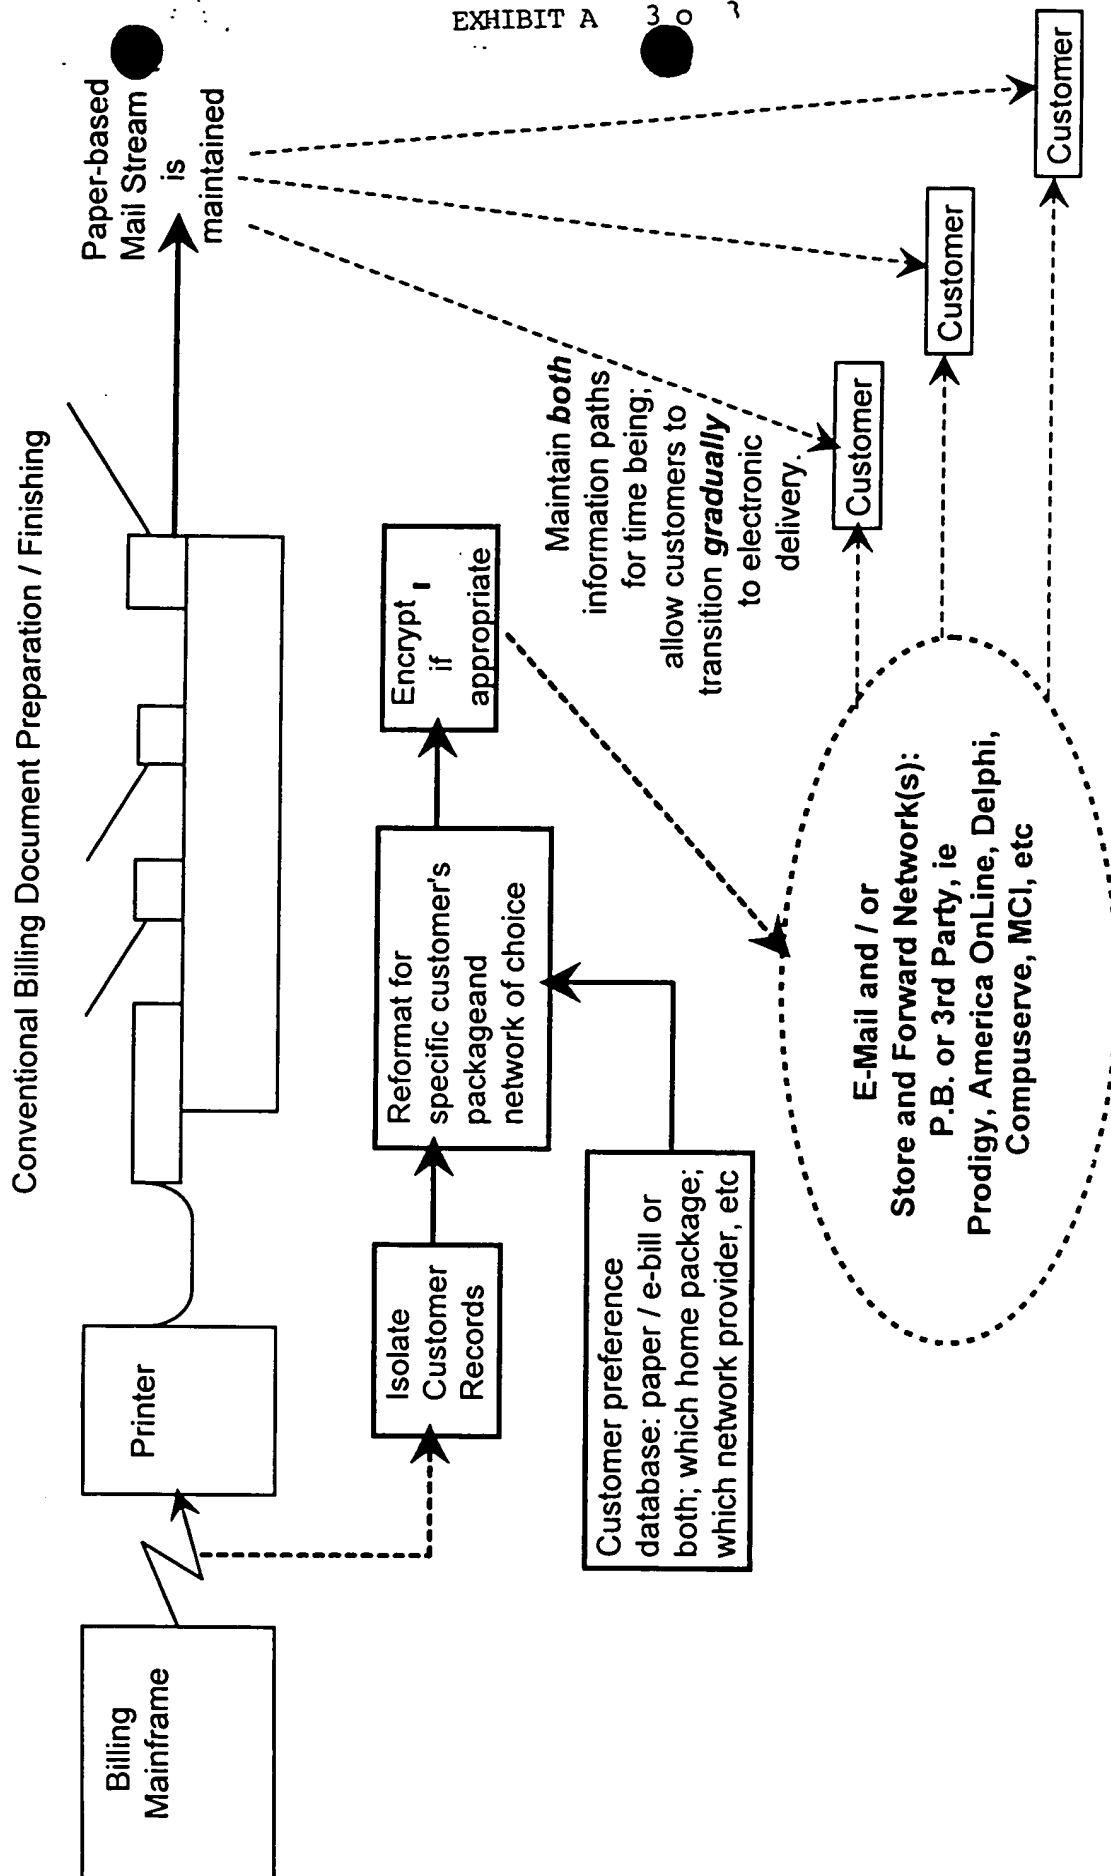 EXHIBIT A 3 o
Conventional Billing Document Preparation / Finishing
Billing
Mainframe
Printer
Paper-based
Mail Stream
is
maintained
Isolate
Customer
Records
Reformat for
specific customer's
packageand
network of choice
Encrypt
if
appropriate
Customer preference
database: paper / e-bill or
both; which home package;
which network provider, etc
Maintain both
information paths
for time being;
allow customers to
transition gradually
to electronic
delivery.
E-Mail and / or
Store and Forward Network(s):
P.B. or 3rd Party, ie
Prodigy, America OnLine, Delphi,
Compuserve, MCI, etc
Customer
Customer
Customer